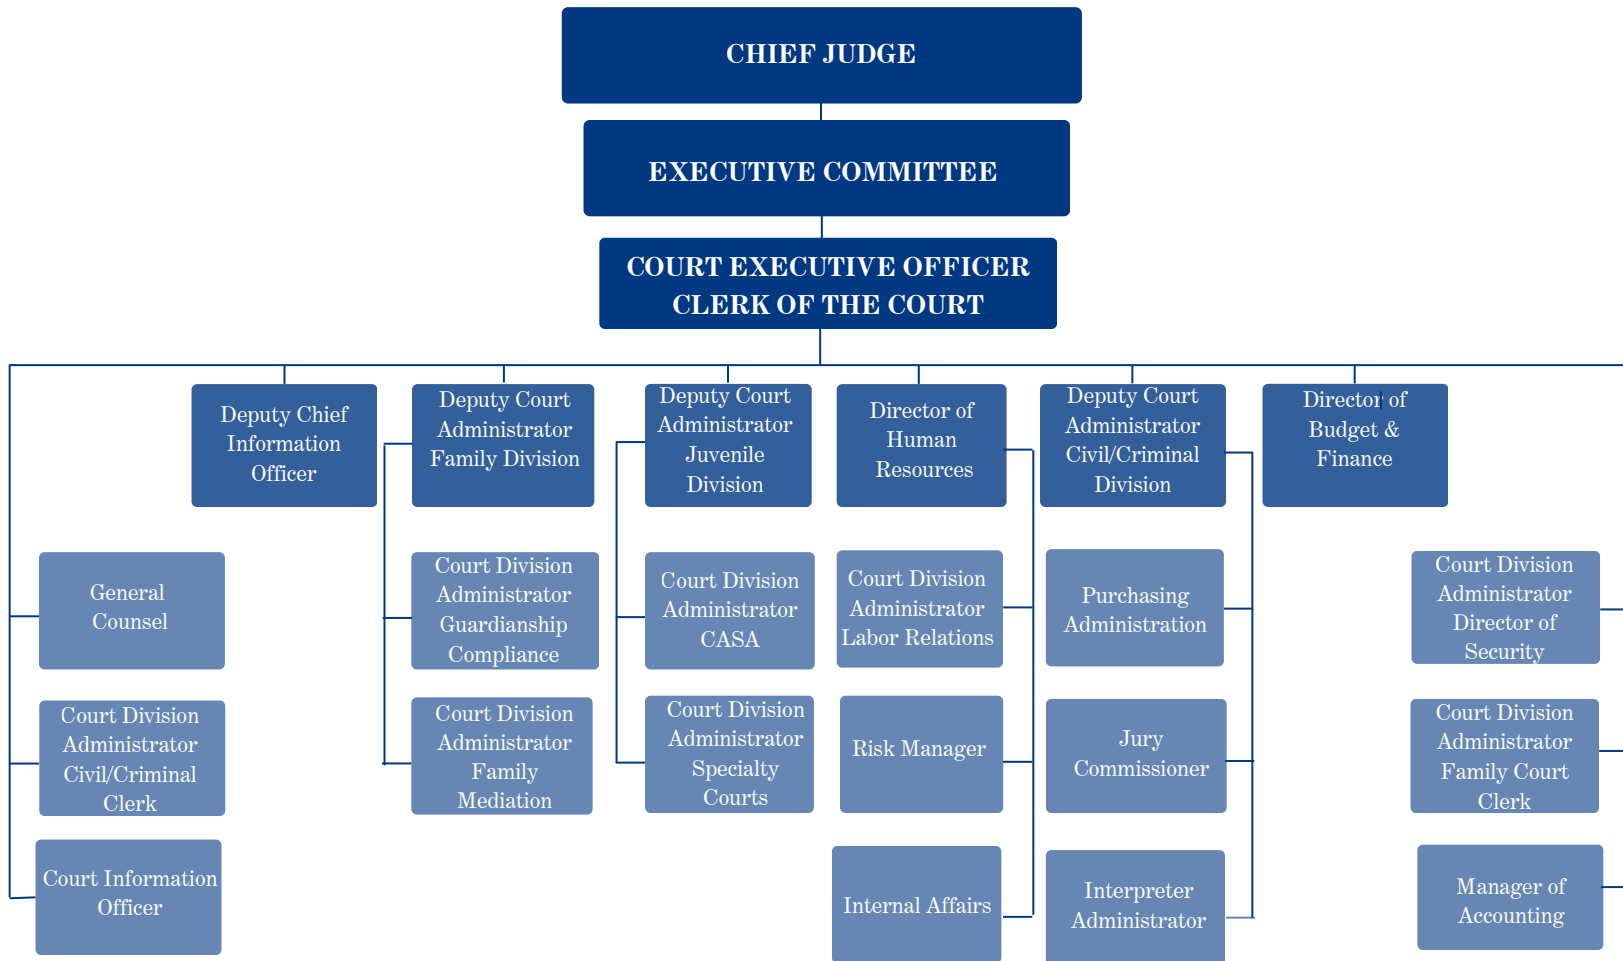 CHIEF JUDGE
EXECUTIVE COMMITTEE
COURT EXECUTIVE OFFICER
CLERK OF THE COURT
Deputy Chief
Information
Officer
Deputy Court
Administrator
Family Division
Deputy Court
Administrator
Juvenile
Division
Director of
Human
Resources
Deputy Court
Administrator
Civil/Criminal
Division
Director of
Budget &
Finance
General
Counsel
Court Division
Administrator
Guardianship
Compliance
Court Division
Administrator
CASA
Court Division
Administrator
Labor Relations
Purchasing
Administration
Court Division
Administrator
Director of
Security
Court Division
Administrator
Civil/Criminal
Clerk
Court Division
Administrator
Family
Mediation
Court Division
Administrator
Specialty
Courts
Risk Manager
Jury
Commissioner
Court Division
Administrator
Family Court
Clerk
Court Information
Officer
Internal Affairs
Interpreter
Administrator
Manager of
Accounting